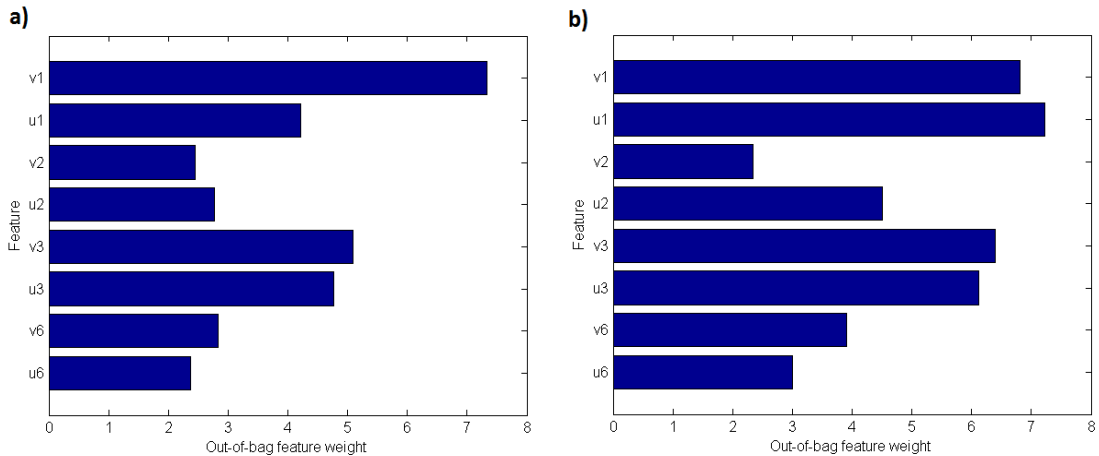 a)
v1
u1
v2
u2
v3
u3
v6
u6
Feature
0 1 2 3 4 5 6 7 8
Out-of-bag feature weight
b)
v1
u1
v2
u2
v3
u3
v6
u6
Feature
0 1 2 3 4 5 6 7 8
Out-of-bag feature weight